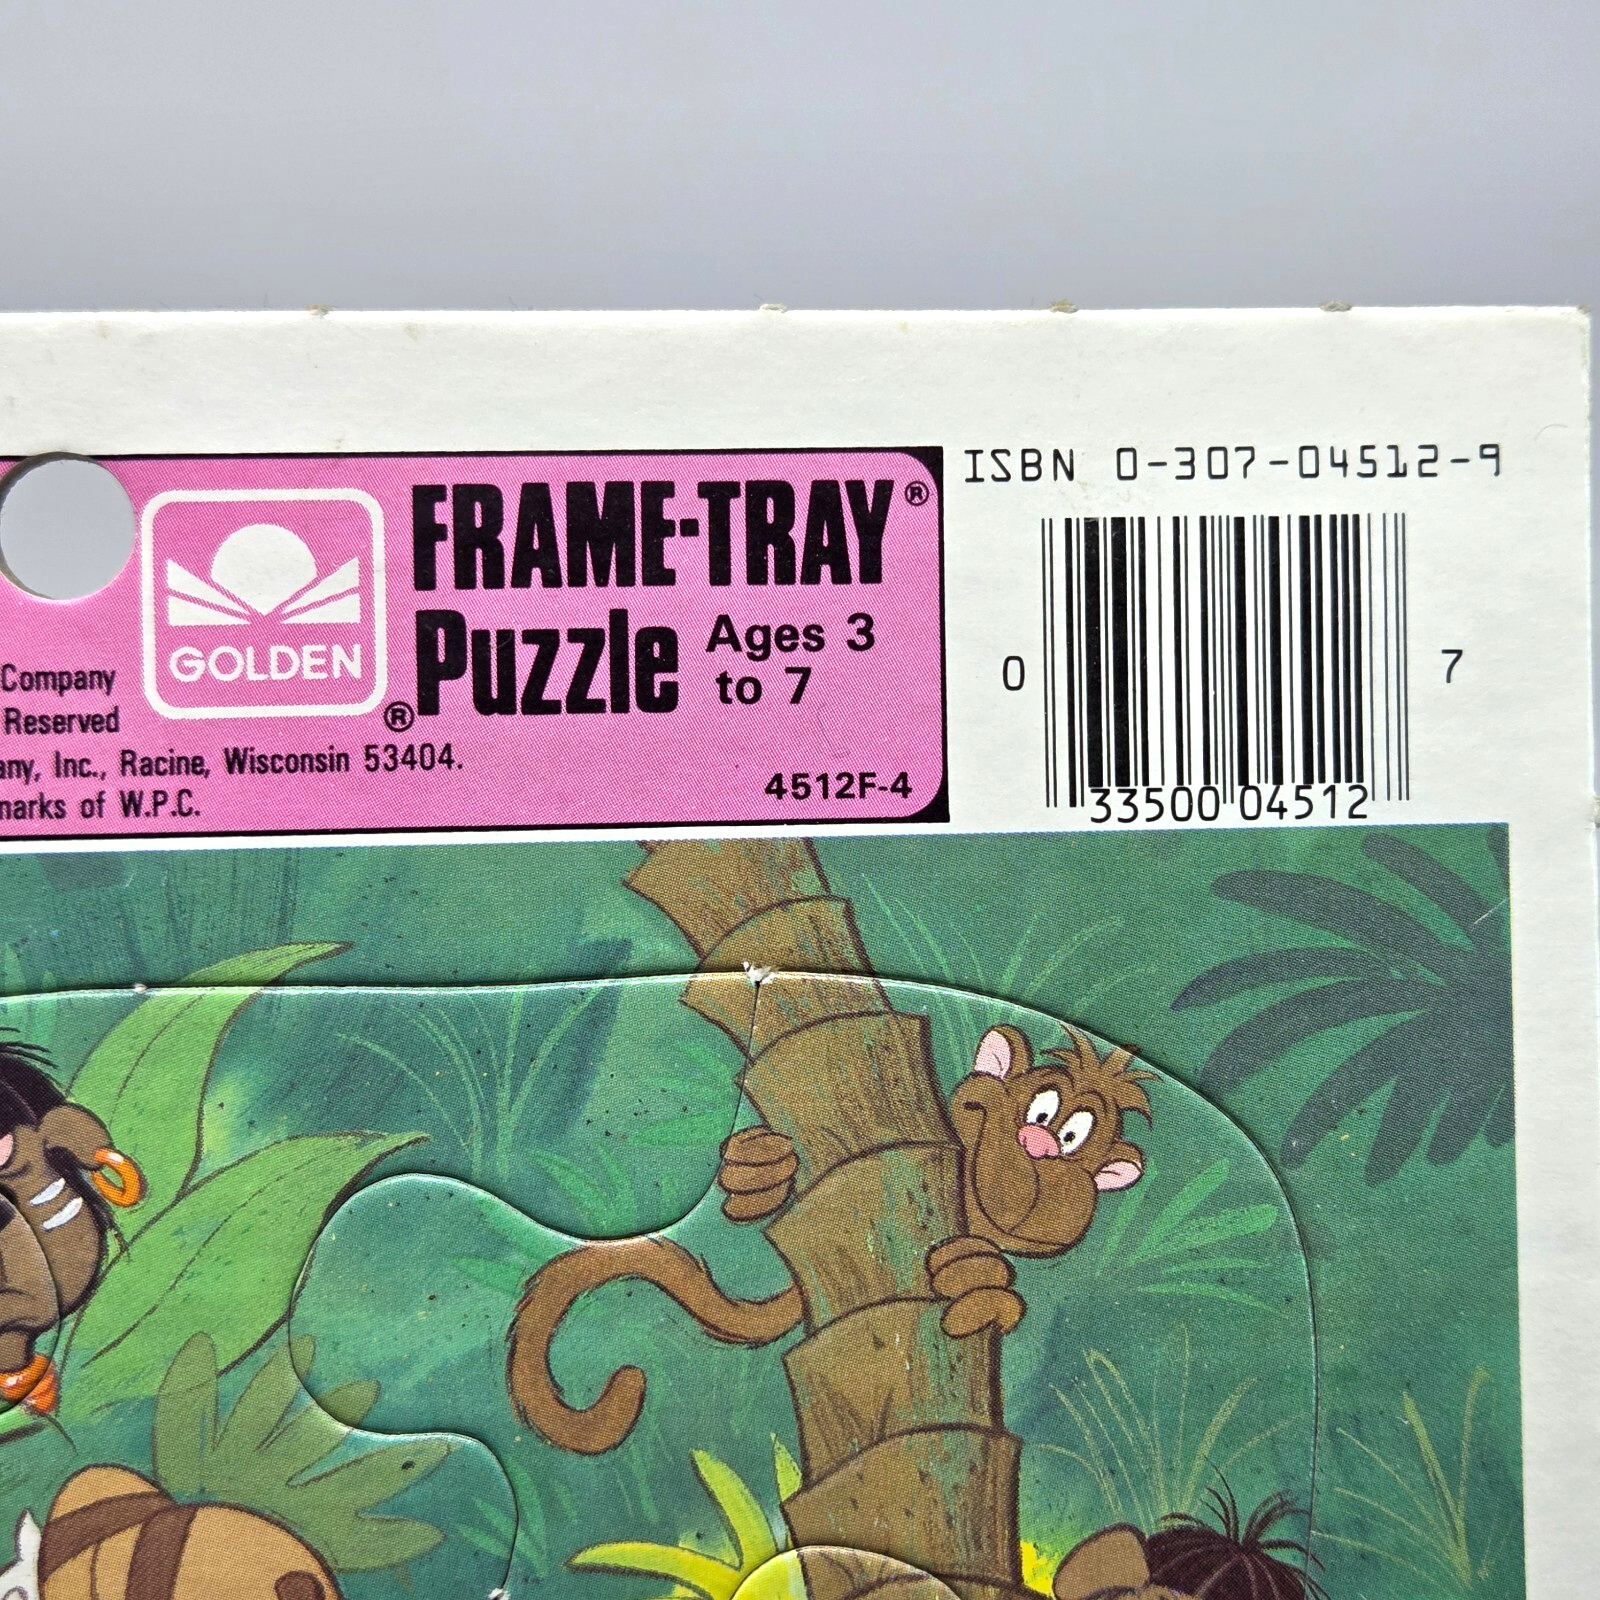 ISBN 0-307-04512-9
FRAME-TRAY®
Puzzle Ages 3
to 7
GOLDEN
®
Company
Reserved
any, Inc., Racine, Wisconsin 53404.
marks of W.P.C.
4512F-4
0 33500 04512 7